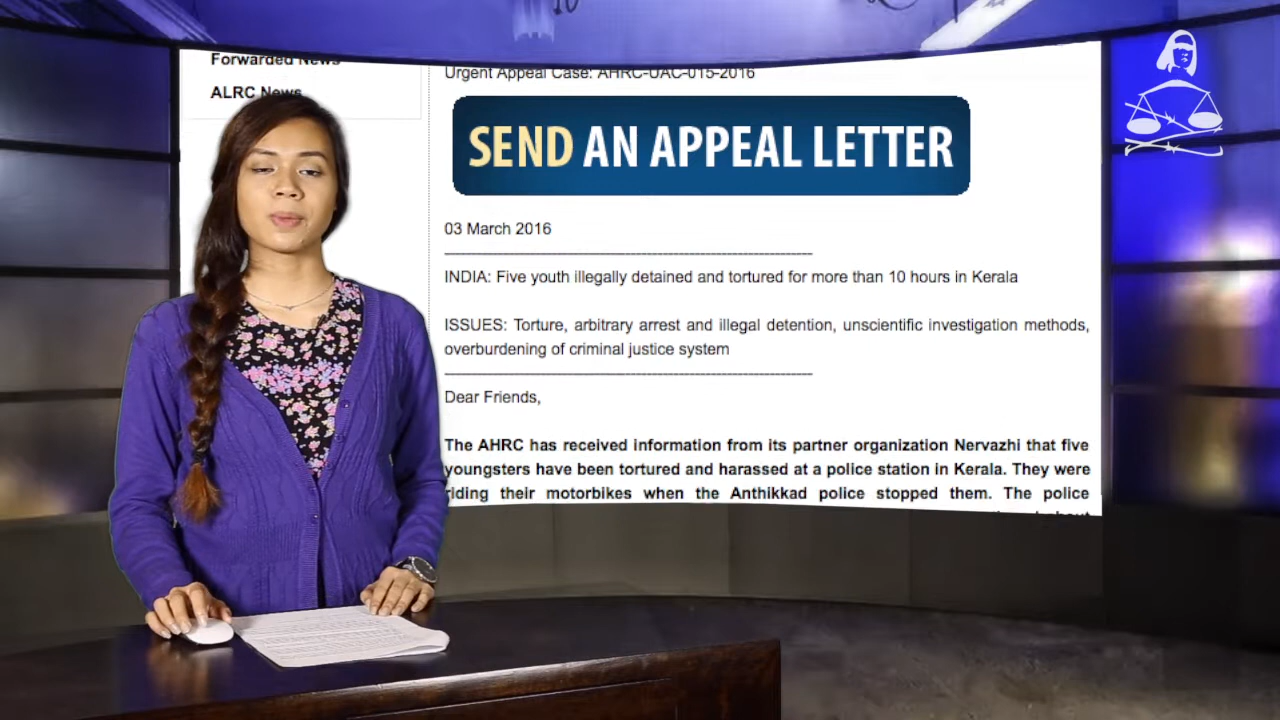 Forwarded News
ALRC News
Urgent Appeal Case: AHRC-UAC-015-2016
SEND AN APPEAL LETTER
03 March 2016
INDIA: Five youth illegally detained and tortured for more than 10 hours in Kerala
ISSUES: Torture, arbitrary arrest and illegal detention, unscientific investigation methods,
overburdening of criminal justice system
Dear Friends,
The AHRC has received information from its partner organization Nervazhi that five
youngsters have been tortured and harassed at a police station in Kerala. They were
riding their motorbikes when the Anthikkad police stopped them. The police